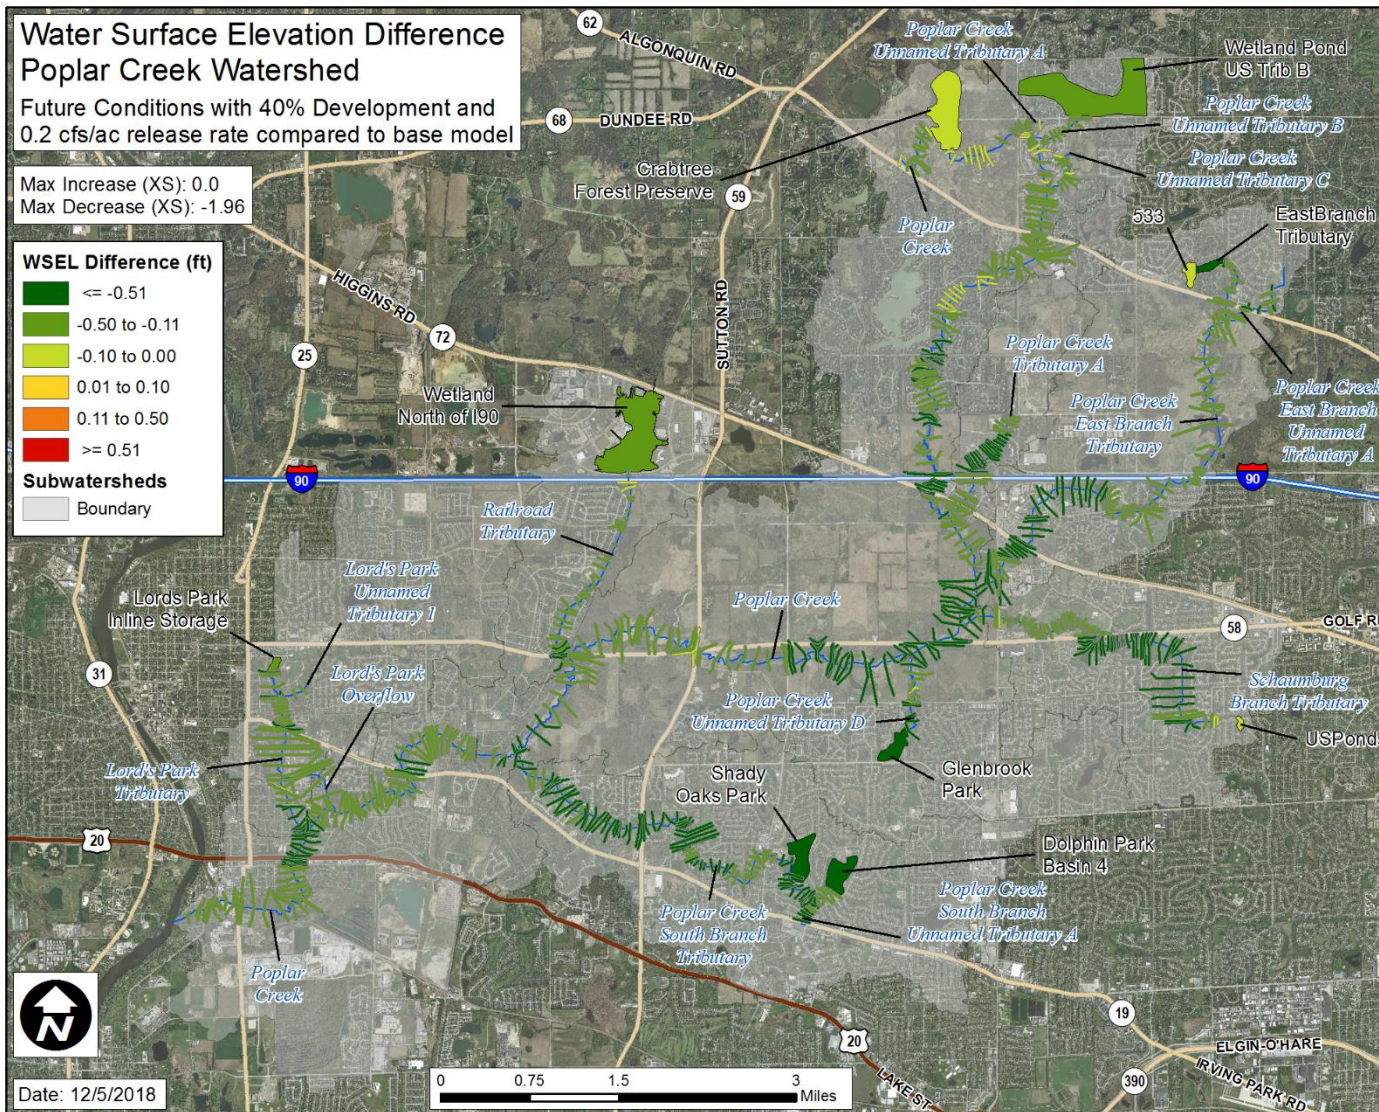 Water Surface Elevation Difference
Poplar Creek Watershed
Future Conditions with 40% Development and
0.2 cfs/ac release rate compared to base model
Max Increase (XS): 0.0
Max Decrease (XS): -1.96
WSEL Difference (ft)
<= -0.51
-0.50 to -0.11
-0.10 to 0.00
0.01 to 0.10
0.11 to 0.50
>= 0.51
Subwatersheds
Boundary
62
ALGONQUIN RD
68
DUNDEE RD
Poplar Creek
Unnamed Tributary A
Wetland Pond
US Trib B
Poplar Creek
Unnamed Tributary B
Poplar Creek
Unnamed Tributary C
Crabtree
Forest Preserve
59
Poplar
Creek
533
EastBranch
Tributary
HIGGINS RD
72
25
SUTTON RD
Wetland
North of I90
Poplar Creek
Tributary A
Poplar Creek
East Branch
Tributary
Poplar Creek
East Branch
Unnamed
Tributary A
90
90
Railroad
Tributary
Lord's Park
Unnamed
Tributary 1
Lords Park
Inline Storage
Poplar Creek
58
GOLF R
31
Lord's Park
Overflow
Poplar Creek
Unnamed Tributary D
Schaumburg
Branch Tributary
USPonds
Lord's Park
Tributary
Shady
Oaks Park
Glenbrook
Park
20
Dolphin Park
Basin 4
Poplar Creek
South Branch
Tributary
Poplar Creek
South Branch
Unnamed Tributary A
Poplar
Creek
N
19
20
LAKE ST
ELGIN-O'HARE
390
IRVING PARK RD
Date: 12/5/2018
0 0.75 1.5 3
Miles